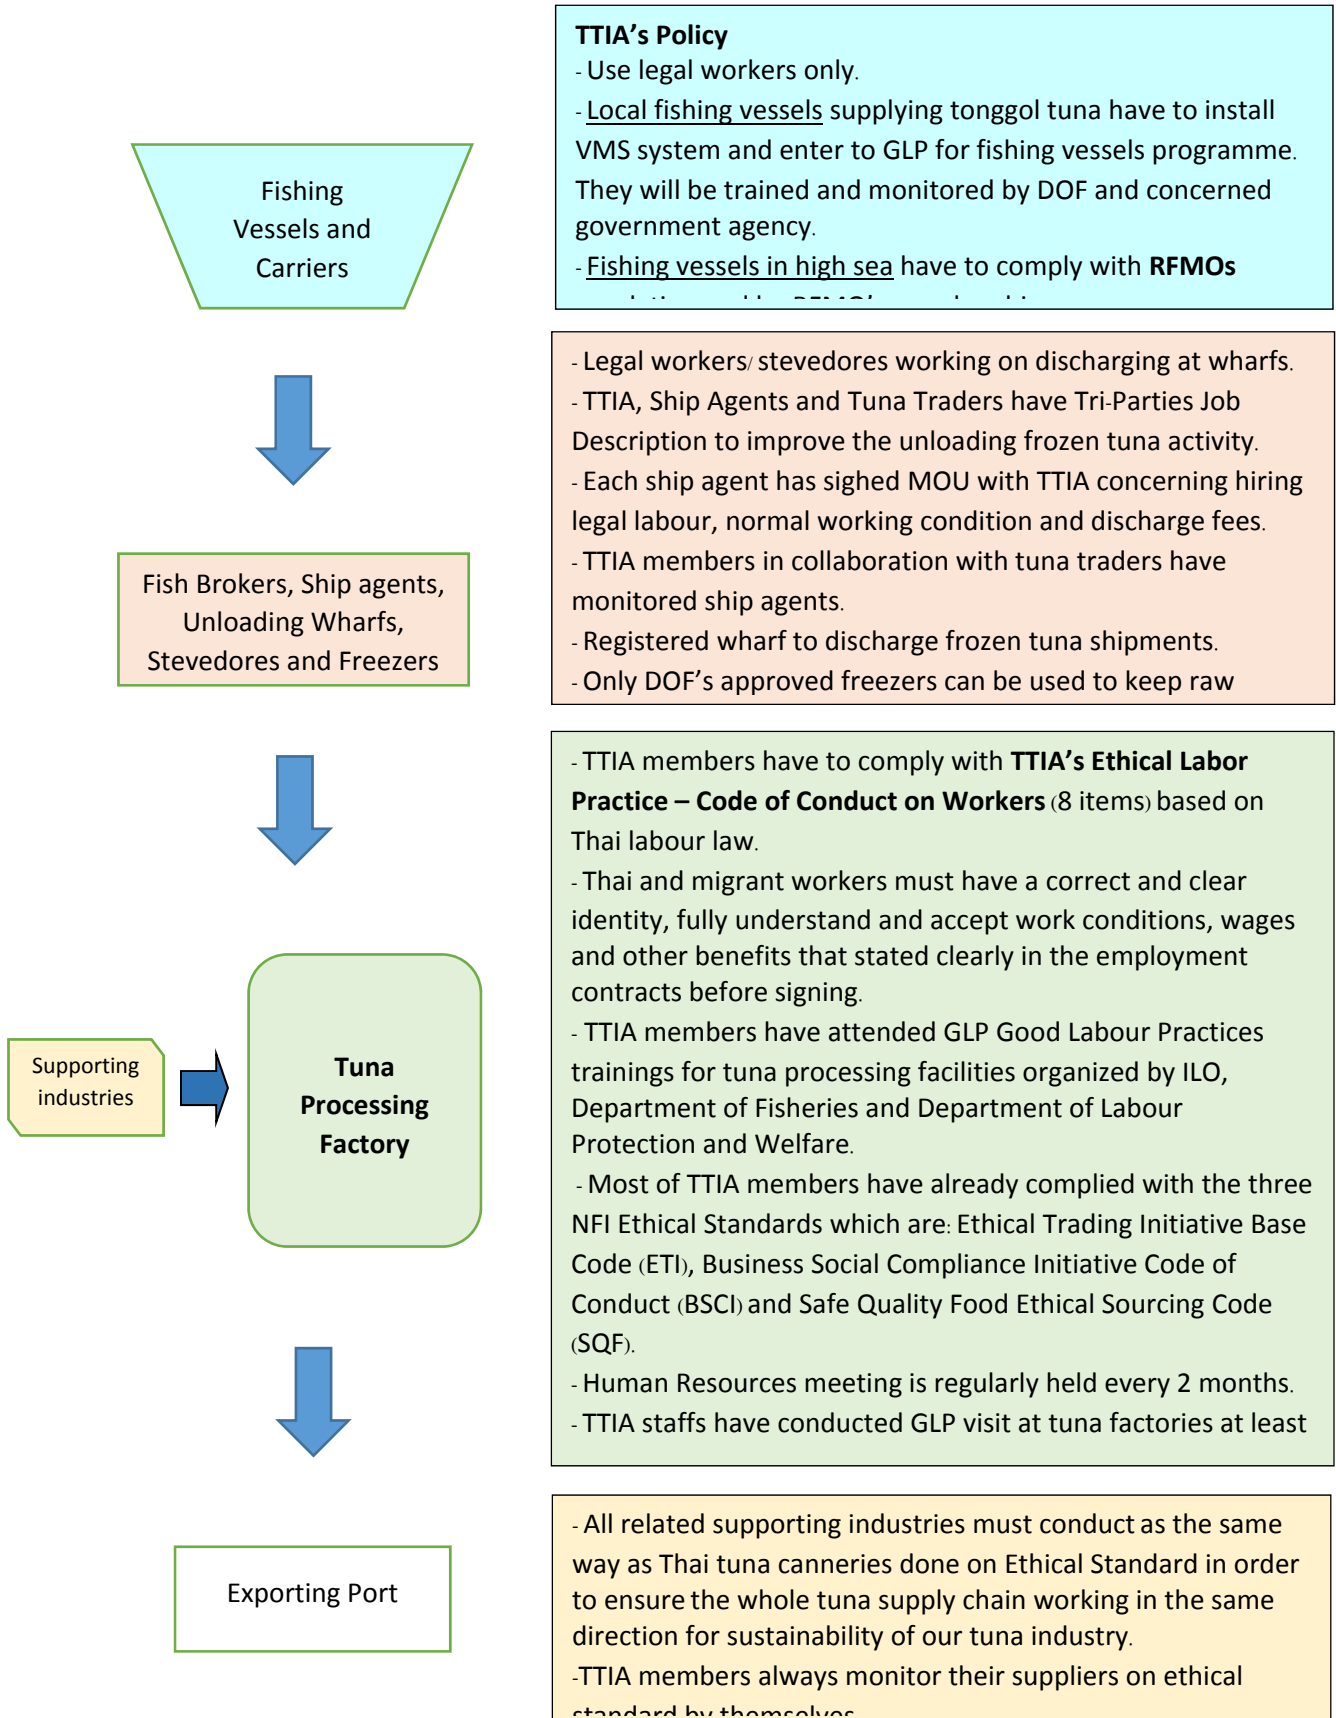 TTIA’s Policy
- Use legal workers only.
- Local fishing vessels supplying tonggol tuna have to install
VMS system and enter to GLP for fishing vessels programme.
They will be trained and monitored by DOF and concerned
government agency.
- Fishing vessels in high sea have to comply with RFMOs
Fishing
Vessels and
Carriers
- Legal workers/ stevedores working on discharging at wharfs.
- TTIA, Ship Agents and Tuna Traders have Tri-Parties Job
Description to improve the unloading frozen tuna activity.
- Each ship agent has sighed MOU with TTIA concerning hiring
legal labour, normal working condition and discharge fees.
- TTIA members in collaboration with tuna traders have
monitored ship agents.
- Registered wharf to discharge frozen tuna shipments.
- Only DOF’s approved freezers can be used to keep raw
Fish Brokers, Ship agents,
Unloading Wharfs,
Stevedores and Freezers
- TTIA members have to comply with TTIA’s Ethical Labor
Practice – Code of Conduct on Workers (8 items) based on
Thai labour law.
- Thai and migrant workers must have a correct and clear
identity, fully understand and accept work conditions, wages
and other benefits that stated clearly in the employment
contracts before signing.
- TTIA members have attended GLP Good Labour Practices
trainings for tuna processing facilities organized by ILO,
Department of Fisheries and Department of Labour
Protection and Welfare.
- Most of TTIA members have already complied with the three
NFI Ethical Standards which are: Ethical Trading Initiative Base
Code (ETI), Business Social Compliance Initiative Code of
Conduct (BSCI) and Safe Quality Food Ethical Sourcing Code
(SQF).
- Human Resources meeting is regularly held every 2 months.
- TTIA staffs have conducted GLP visit at tuna factories at least
Supporting
industries
Tuna
Processing
Factory
- All related supporting industries must conduct as the same
way as Thai tuna canneries done on Ethical Standard in order
to ensure the whole tuna supply chain working in the same
direction for sustainability of our tuna industry.
-TTIA members always monitor their suppliers on ethical
standard by themselves
Exporting Port